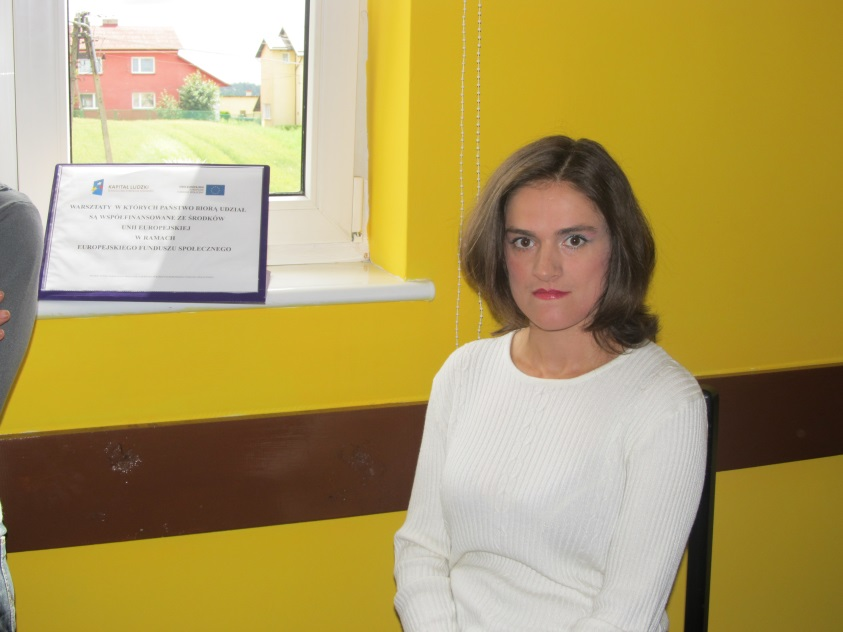 KAPITAŁ LUDZKI
WARSZTATY W KTÓRYCH PAŃSTWO BIORĄ UDZIAŁ
SĄ WSPÓŁFINANSOWANE ZE ŚRODKÓW
UNII EUROPEJSKIEJ
W RAMACH
EUROPEJSKIEGO FUNDUSZU SPOŁECZNEGO